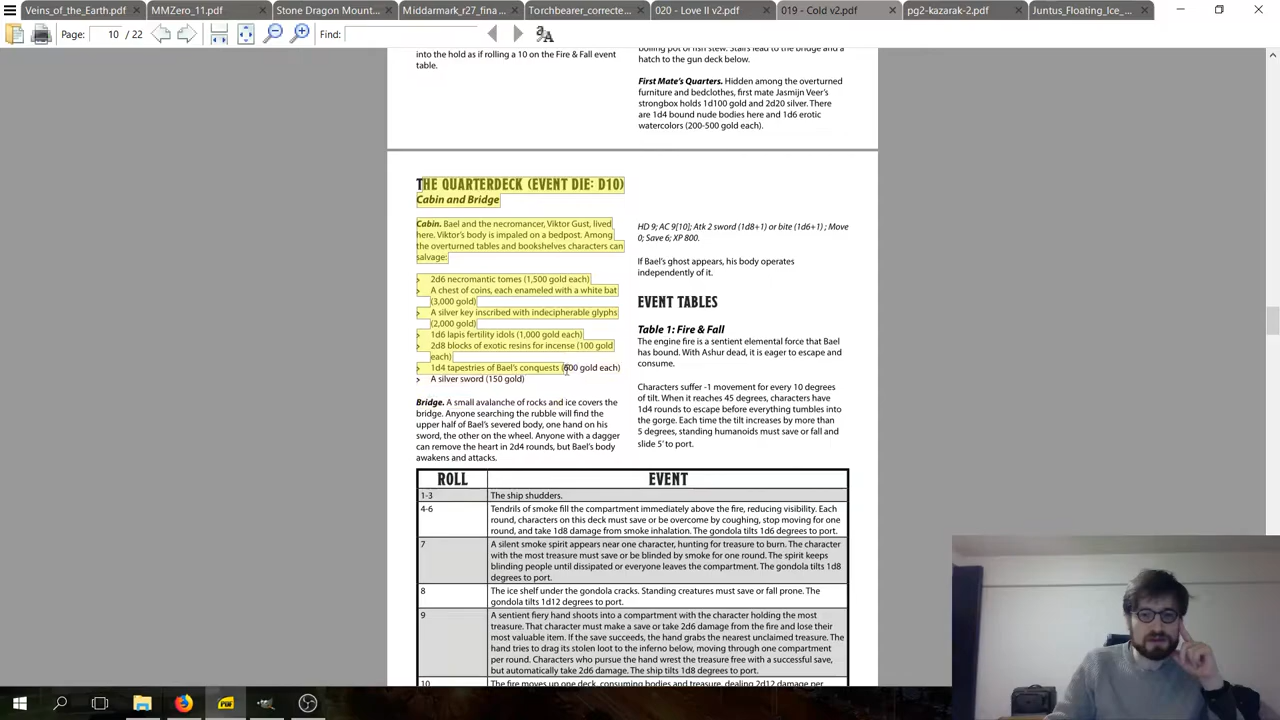 Veins_of_the_Earth.pdf
MMZero_11.pdf
Stone Dragon Mount...
Middarmark_r27_fina ...
Torchbearer_correcte...
020 - Love II v2.pdf
019 - Cold v2.pdf
pg2-kazarak-2.pdf
Juntus_Floating_Ice_...
Page: 10 / 22
Find:
into the hold as if rolling a 10 on the Fire & Fall event
table.
boiling pot of fish stew. Stairs lead to the bridge and a
hatch to the gun deck below.
First Mate's Quarters. Hidden among the overturned
furniture and bedclothes, first mate Jasmijn Veer's
strongbox holds 1d100 gold and 2d20 silver. There
are 1d4 bound nude bodies here and 1d6 erotic
watercolors (200-500 gold each).
THE QUARTERDECK (EVENT DIE: D10)
Cabin and Bridge
Cabin. Bael and the necromancer, Viktor Gust, lived
here. Viktor's body is impaled on a bedpost. Among
the overturned tables and bookshelves characters can
salvage:
> 2d6 necromantic tomes (1,500 gold each)
> A chest of coins, each enameled with a white bat
(3,000 gold)
> A silver key inscribed with indecipherable glyphs
(2,000 gold)
> 1d6 lapis fertility idols (1,000 gold each)
> 2d8 blocks of exotic resins for incense (100 gold
each)
> 1d4 tapestries of Bael's conquests (600 gold each)
> A silver sword (150 gold)
Bridge. A small avalanche of rocks and ice covers the
bridge. Anyone searching the rubble will find the
upper half of Bael's severed body, one hand on his
sword, the other on the wheel. Anyone with a dagger
can remove the heart in 2d4 rounds, but Bael's body
awakens and attacks.
HD 9; AC 9[10]; Atk 2 sword (1d8+1) or bite (1d6+1) ; Move
0; Save 6; XP 800.
If Bael's ghost appears, his body operates
independently of it.
EVENT TABLES
Table 1: Fire & Fall
The engine fire is a sentient elemental force that Bael
has bound. With Ashur dead, it is eager to escape and
consume.
Characters suffer -1 movement for every 10 degrees
of tilt. When it reaches 45 degrees, characters have
1d4 rounds to escape before everything tumbles into
the gorge. Each time the tilt increases by more than
5 degrees, standing humanoids must save or fall and
slide 5' to port.
ROLL EVENT
1-3 The ship shudders.
4-6 Tendrils of smoke fill the compartment immediately above the fire, reducing visibility. Each
round, characters on this deck must save or be overcome by coughing, stop moving for one
round, and take 1d8 damage from smoke inhalation. The gondola tilts 1d6 degrees to port.
7 A silent smoke spirit appears near one character, hunting for treasure to burn. The character
with the most treasure must save or be blinded by smoke for one round. The spirit keeps
blinding people until dissipated or everyone leaves the compartment. The gondola tilts 1d8
degrees to port.
8 The ice shelf under the gondola cracks. Standing creatures must save or fall prone. The
gondola tilts 1d12 degrees to port.
9 A sentient fiery hand shoots into a compartment with the character holding the most
treasure. That character must make a save or take 2d6 damage from the fire and lose their
most valuable item. If the save succeeds, the hand grabs the nearest unclaimed treasure. The
hand tries to drag its stolen loot to the inferno below, moving through one compartment
per round. Characters who pursue the hand wrest the treasure free with a successful save,
but automatically take 2d6 damage. The ship tilts 1d8 degrees to port.
10 The fire moves up one deck, consuming bodies and treasure, dealing 2d12 damage per